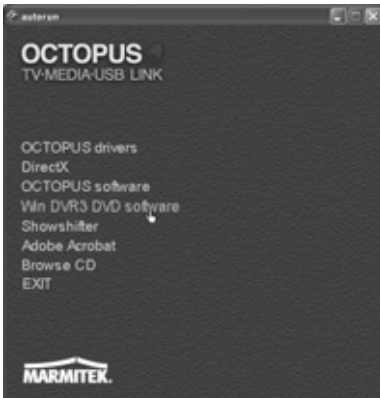 autorun
OCTOPUS
TV-MEDIA-USB LINK
OCTOPUS drivers
DirectX
OCTOPUS software
Win DVR3 DVD software
Showshifter
Adobe Acrobat
Browse CD
EXIT
MARMITEK.